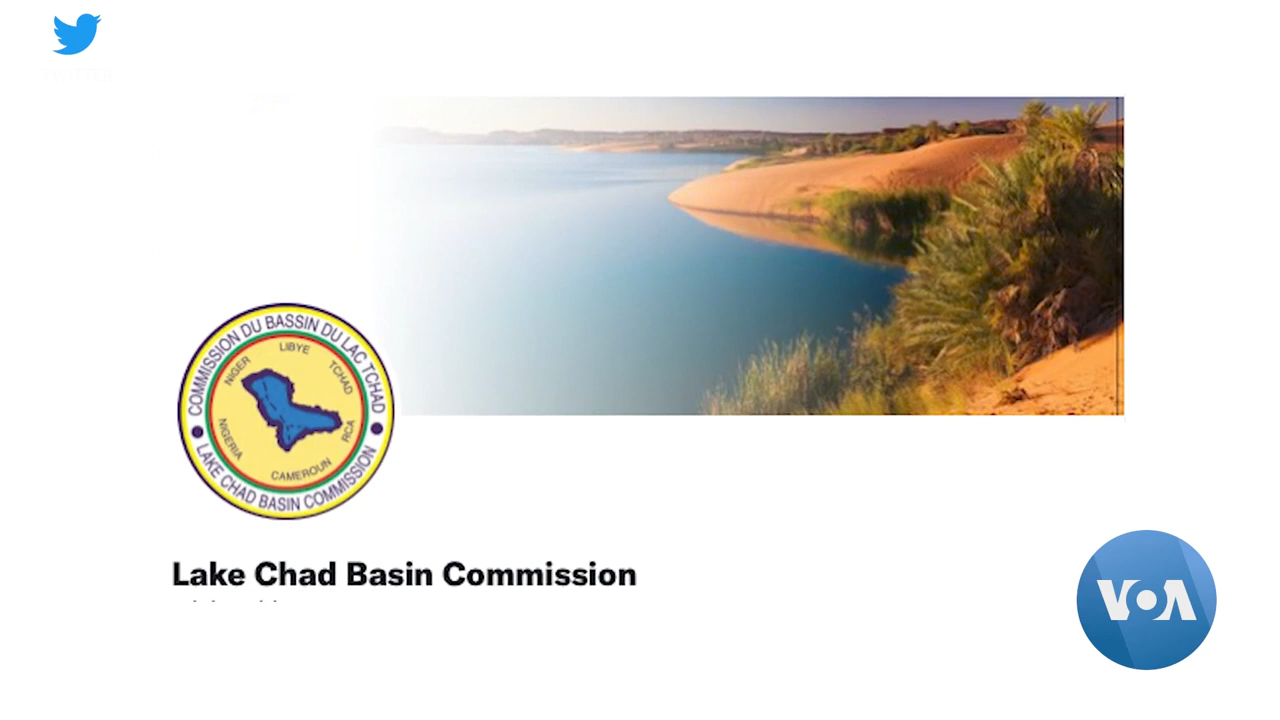 COMMISSION DU BASSIN DU LAC TCHAD
LIBYE
NIGER
TCHAD
NIGERIA
RCA
CAMEROUN
LAKE CHAD BASIN COMMISSION
Lake Chad Basin Commission
VOA